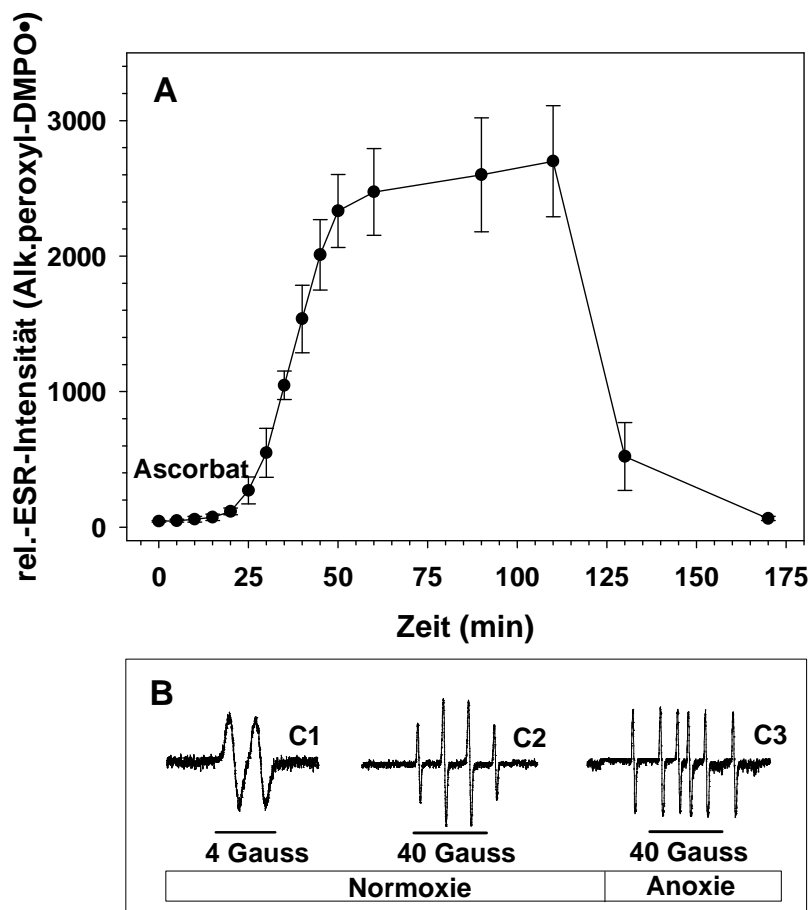 rel.-ESR-Intensität (Alk.peroxyl-DMPO•)
A
3000
2000
1000
0
Ascorbat
0 25 50 75 100 125 150 175
Zeit (min)
B
C1 C2 C3
4 Gauss 40 Gauss 40 Gauss
Normoxie Anoxie